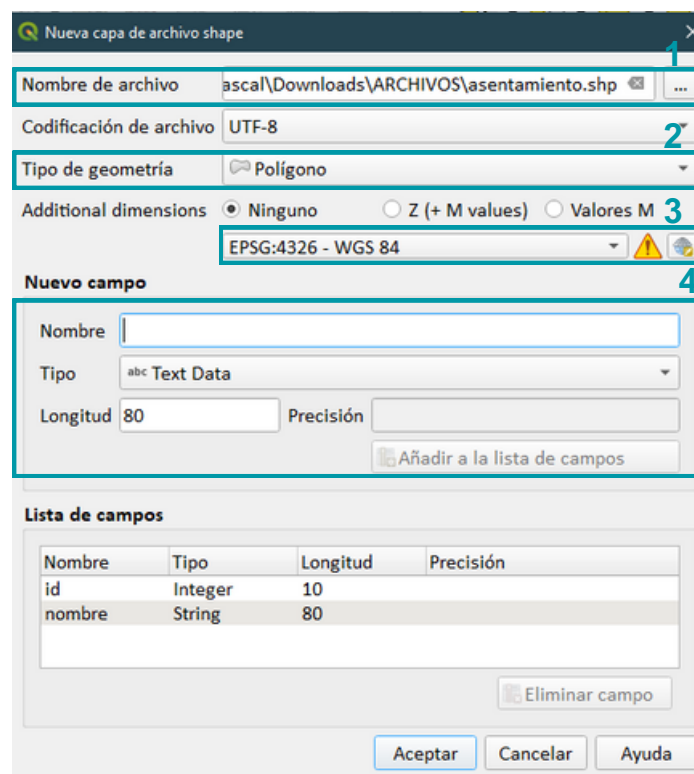 Nueva capa de archivo shape
1
Nombre de archivo ascal\Downloads\ARCHIVOS\asentamiento.shp ...
Codificación de archivo UTF-8
2
Tipo de geometría Polígono
Additional dimensions Ninguno Z (+ M values) Valores M 3
EPSG:4326 - WGS 84
Nuevo campo 4
Nombre
Tipo abc Text Data
Longitud 80 Precisión
Añadir a la lista de campos
Lista de campos
Nombre Tipo Longitud Precisión
id Integer 10
nombre String 80
Eliminar campo
Aceptar Cancelar Ayuda